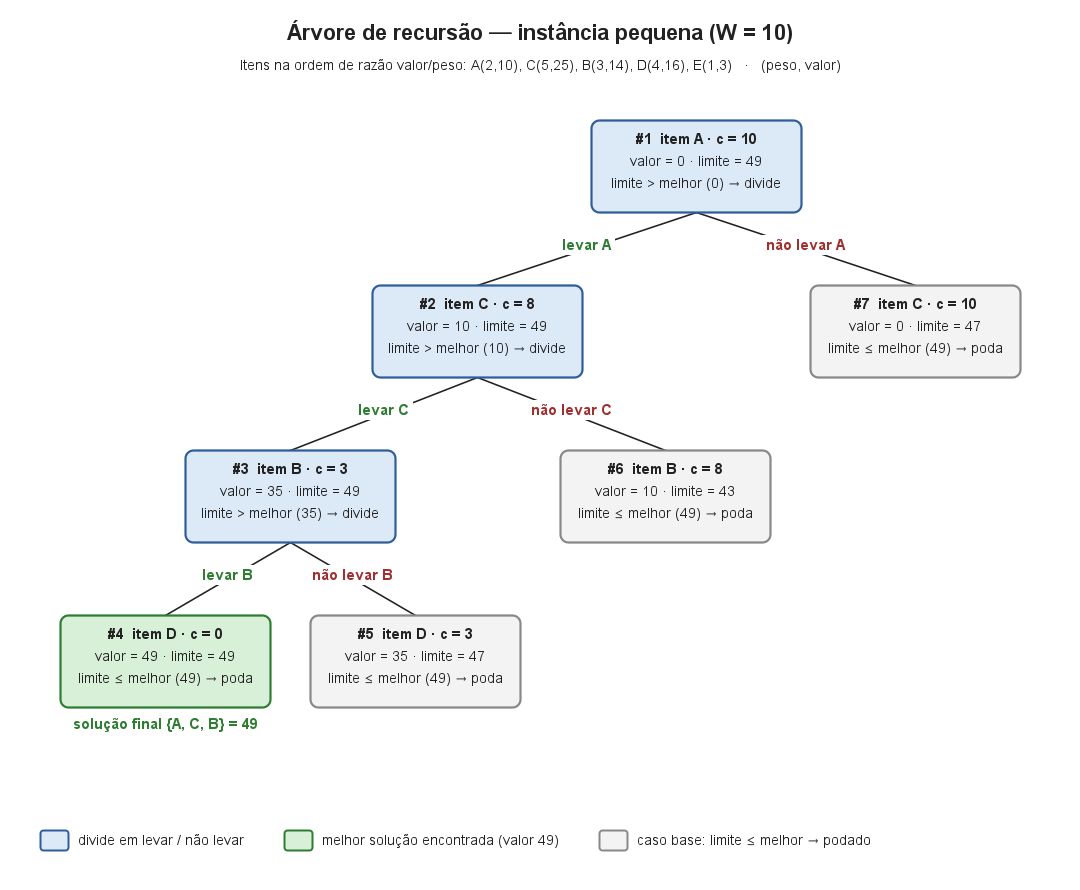 Árvore de recursão — instância pequena (W = 10)
Itens na ordem de razão valor/peso: A(2,10), C(5,25), B(3,14), D(4,16), E(1,3) · (peso, valor)
#1 item A · c = 10
valor = 0 · limite = 49
limite > melhor (0) → divide
levar A
não levar A
#2 item C · c = 8
valor = 10 · limite = 49
limite > melhor (10) → divide
#7 item C · c = 10
valor = 0 · limite = 47
limite ≤ melhor (49) → poda
levar C
não levar C
#3 item B · c = 3
valor = 35 · limite = 49
limite > melhor (35) → divide
#6 item B · c = 8
valor = 10 · limite = 43
limite ≤ melhor (49) → poda
levar B
não levar B
#4 item D · c = 0
valor = 49 · limite = 49
limite ≤ melhor (49) → poda
#5 item D · c = 3
valor = 35 · limite = 47
limite ≤ melhor (49) → poda
solução final {A, C, B} = 49
divide em levar / não levar
melhor solução encontrada (valor 49)
caso base: limite ≤ melhor → podado